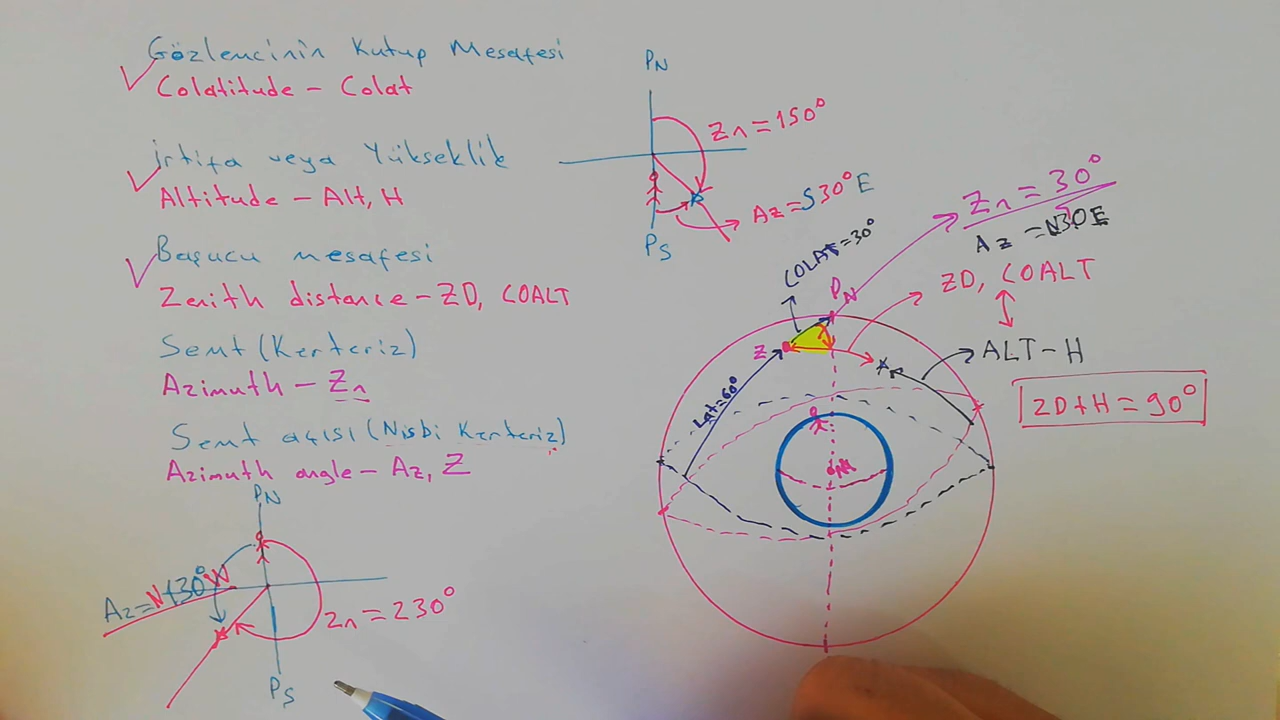 Gözlemcinin Kutup Mesafesi
Colatitude - Colat
İrtifa veya Yükseklik
Altitude - Alt, H
Başucu mesafesi
Zenith distance - ZD, COALT
Semt (Kerteriz)
Azimuth - Zn
Semt açısı (Nisbi Kerteriz)
Azimuth angle - Az, Z
PN
Az = N130°W
Zn = 230°
PS
PN
Zn = 150°
Az = S30°E
PS
Zn = 30°
Az = N30E
COLAT = 30°
PN
ZD, COALT
Z
ALT - H
Lat = 60°
ZD + H = 90°